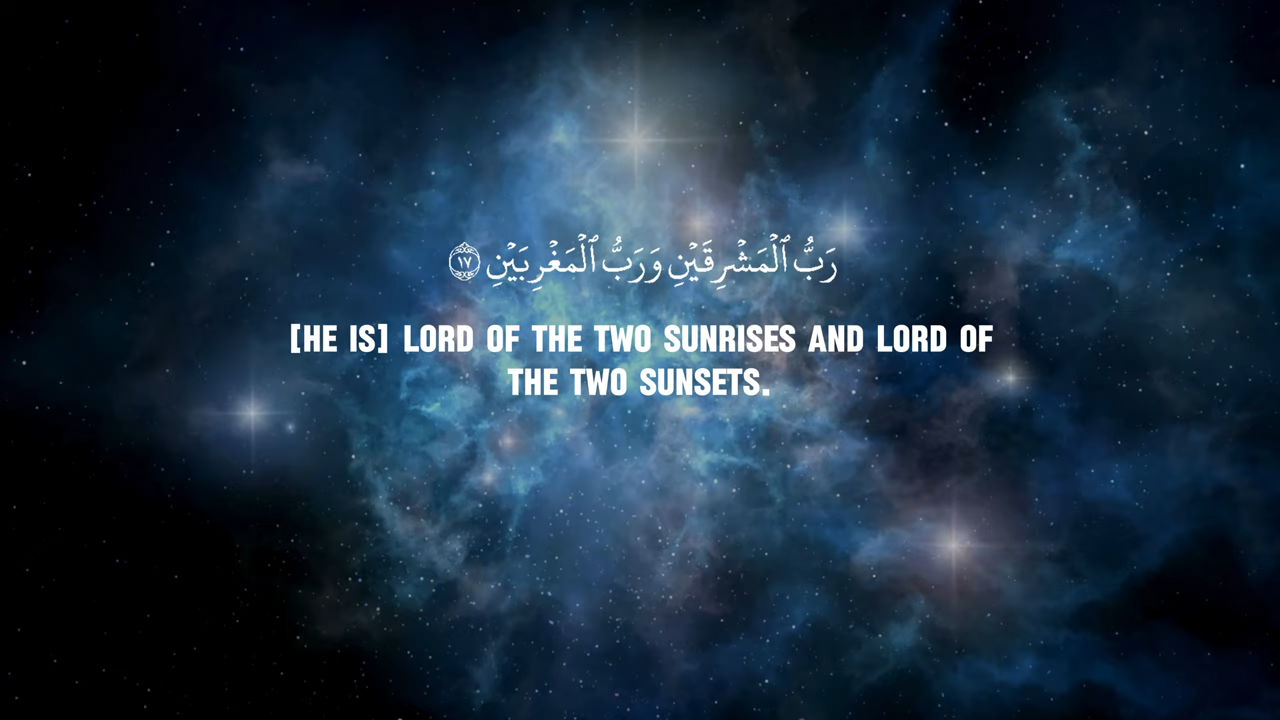 رَبُّ ٱلْمَشْرِقَيْنِ وَرَبُّ ٱلْمَغْرِبَيْنِ ١٧
[HE IS] LORD OF THE TWO SUNRISES AND LORD OF
THE TWO SUNSETS.